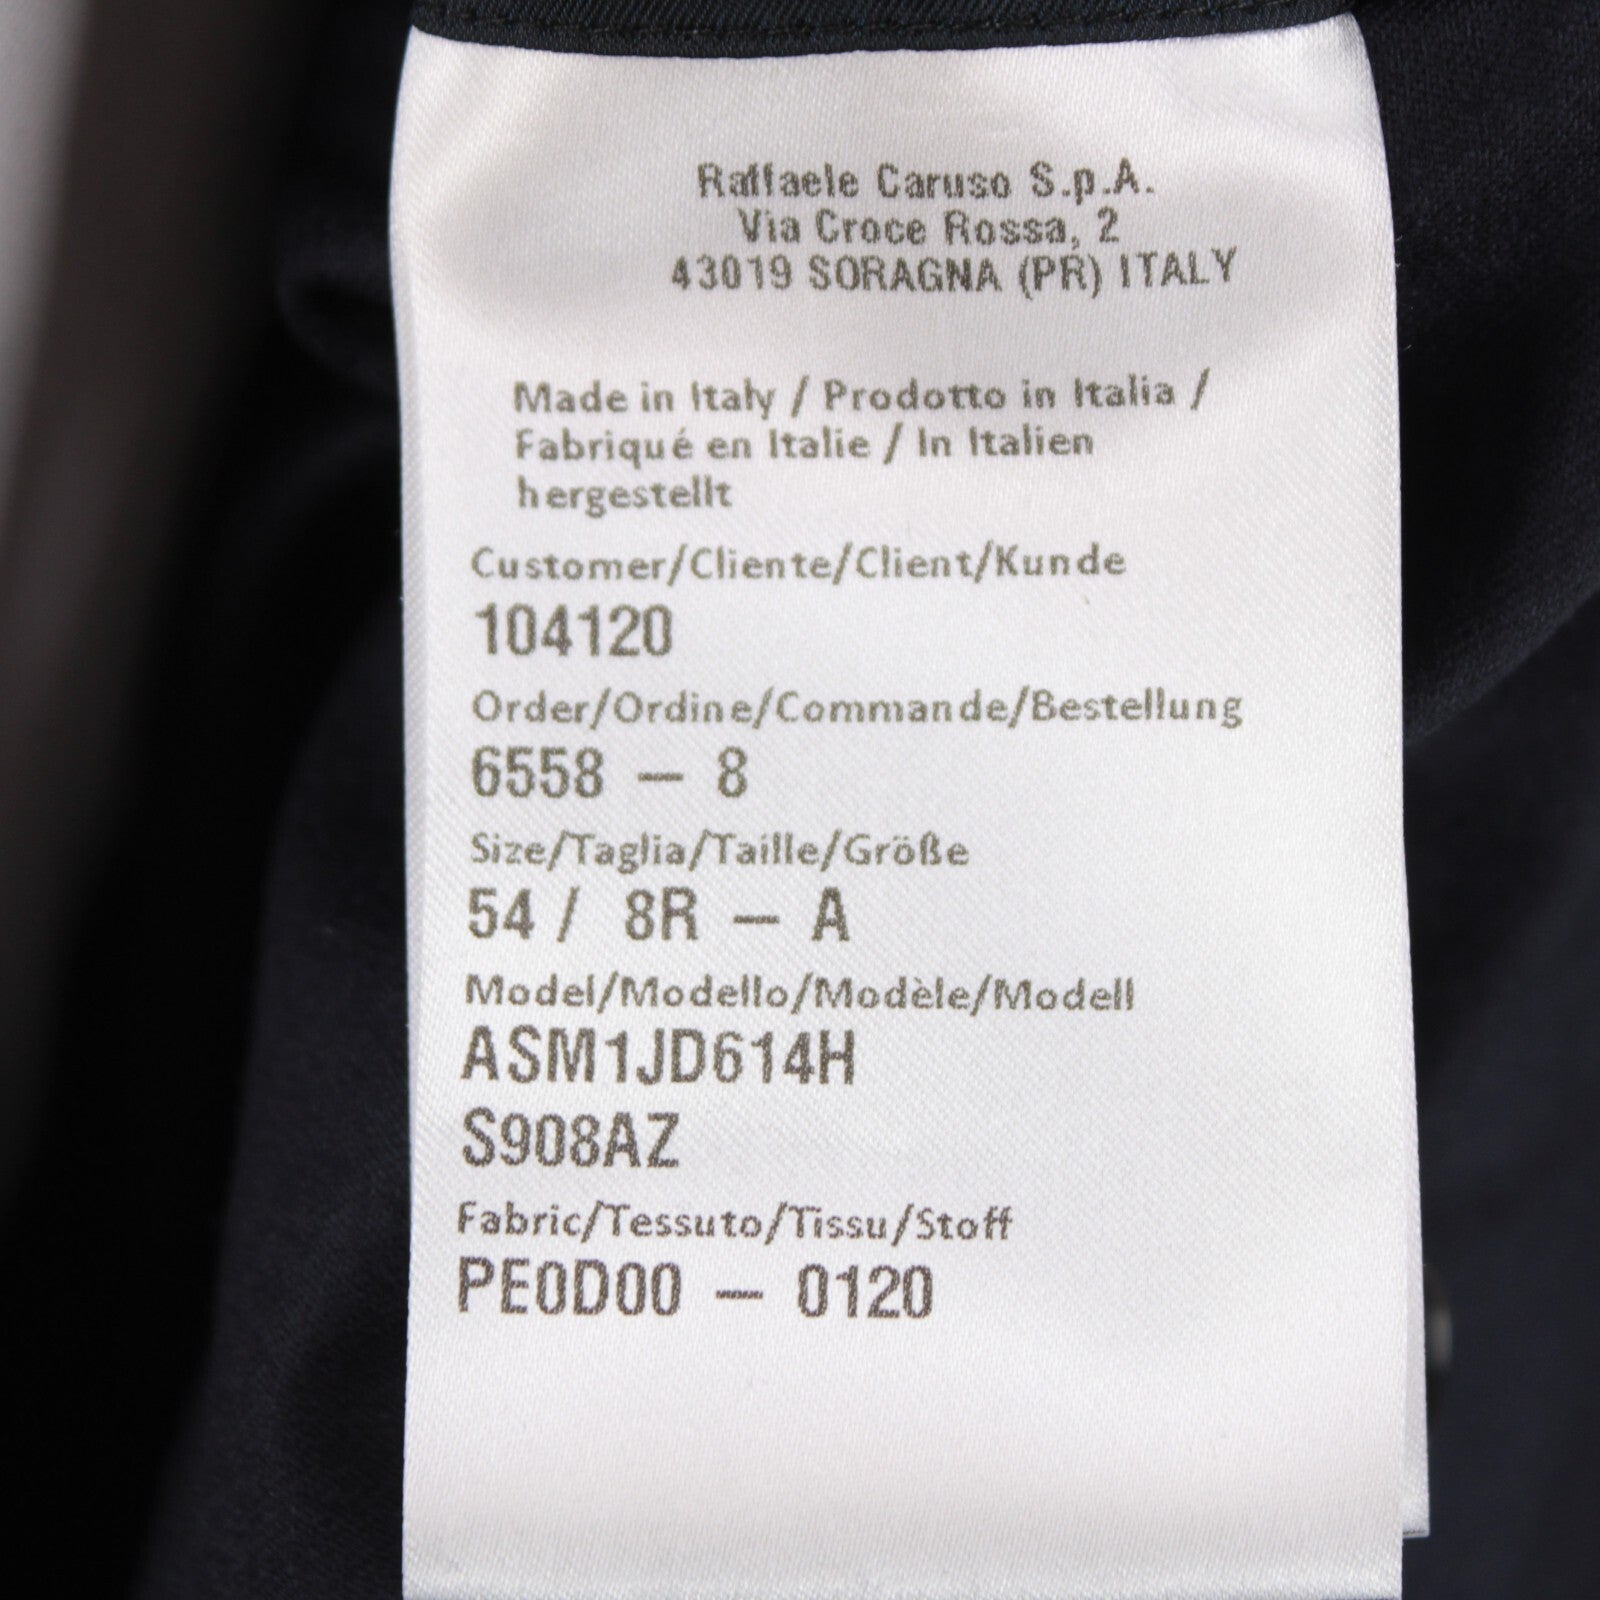 Raffaele Caruso S.p.A.
Via Croce Rossa, 2
43019 SORAGNA (PR) ITALY
Made in Italy / Prodotto in Italia /
Fabriqué en Italie / In Italien
hergestellt
Customer/Cliente/Client/Kunde
104120
Order/Ordine/Commande/Bestellung
6558 — 8
Size/Taglia/Taille/Größe
54 / 8R — A
Model/Modello/Modèle/Modell
ASM1JD614H
S908AZ
Fabric/Tessuto/Tissu/Stoff
PE0D00 — 0120